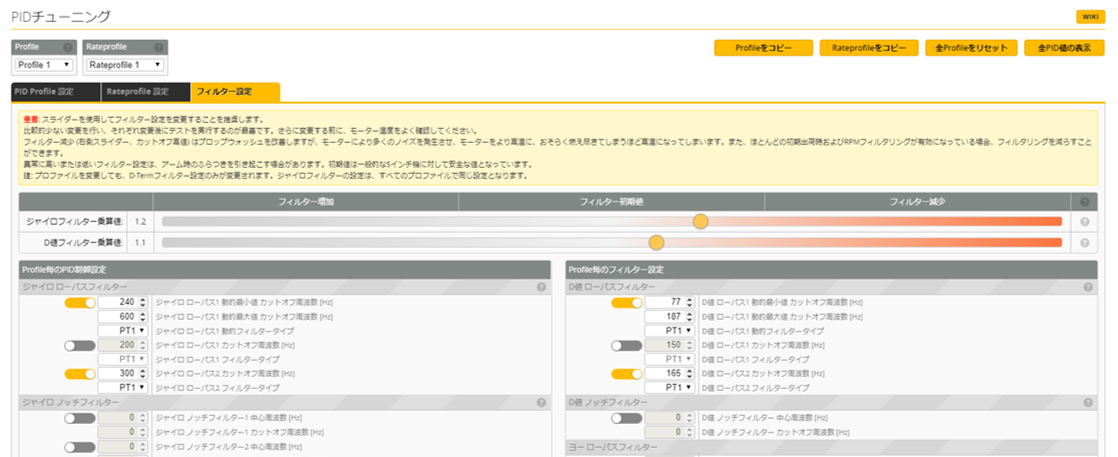 PIDチューニング
WIKI
Profile
Rateprofile
Profile 1
Rateprofile 1
Profileをコピー
Rateprofileをコピー
全Profileをリセット
全PID値の表示
PID Profile 設定
Rateprofile 設定
フィルター設定
重要: スライダーを使用してフィルター設定を変更することを推奨します。
比較的少ない変更を行い、それぞれ変更後にテストを実行するのが最善です。さらに変更する前に、モーター温度をよく確認してください。
フィルター減少 (右側スライダー、カットオフ高値) はプロップウォッシュを改善しますが、モーターにより多くのノイズを発生させ、モーターをより高温に、おそらく燃え尽きてしまうほど高温になってしまいます。また、ほとんどの初期出荷時およびRPMフィルタリングが有効になっている場合、フィルタリングを減らすこと
ができます。
異常に高いまたは低いフィルター設定は、アーム時のふらつきを引き起こす場合があります。初期値は一般的な5インチ機に対して安全な値となっています。
注: プロファイルを変更しても、D-Termフィルター設定のみが変更されます。ジャイロフィルターの設定は、すべてのプロファイルで同じ設定となります。
フィルター増加
フィルター初期値
フィルター減少
ジャイロフィルター乗算値: 1.2
D値フィルター乗算値: 1.1
Profile毎のPID制御設定
ジャイロ ローパスフィルター
240 ジャイロ ローパス1 動的最小値 カットオフ周波数 [Hz]
600 ジャイロ ローパス1 動的最大値 カットオフ周波数 [Hz]
PT1 ジャイロ ローパス1 動的フィルタータイプ
200 ジャイロ ローパス1 カットオフ周波数 [Hz]
PT1 ジャイロ ローパス1 フィルタータイプ
300 ジャイロ ローパス2 カットオフ周波数 [Hz]
PT1 ジャイロ ローパス2 フィルタータイプ
ジャイロ ノッチフィルター
0 ジャイロ ノッチフィルター1 中心周波数 [Hz]
0 ジャイロ ノッチフィルター1 カットオフ周波数 [Hz]
0 ジャイロ ノッチフィルター2 中心周波数 [Hz]
Profile毎のフィルター設定
D値 ローパスフィルター
77 D値 ローパス1 動的最小値 カットオフ周波数 [Hz]
187 D値 ローパス1 動的最大値 カットオフ周波数 [Hz]
PT1 D値 ローパス1 動的フィルタータイプ
150 D値 ローパス1 カットオフ周波数 [Hz]
PT1 D値 ローパス1 フィルタータイプ
165 D値 ローパス2 カットオフ周波数 [Hz]
PT1 D値 ローパス2 フィルタータイプ
D値 ノッチフィルター
0 D値 ノッチフィルター 中心周波数 [Hz]
0 D値 ノッチフィルター カットオフ周波数 [Hz]
ヨー ローパスフィルター